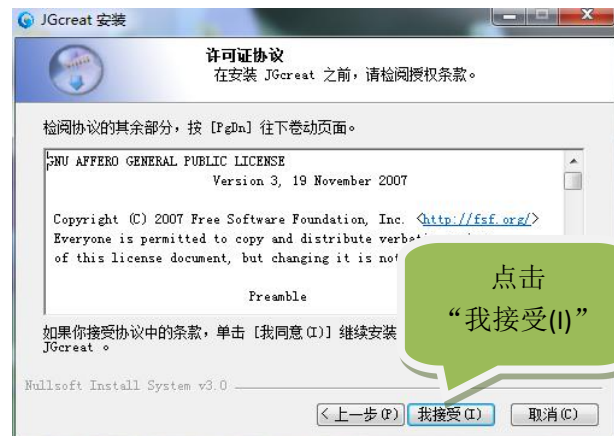 JGcreat 安装
许可证协议
在安装 JGcreat 之前，请检阅授权条款。
检阅协议的其余部分，按 [PgDn] 往下卷动页面。
GNU AFFERO GENERAL PUBLIC LICENSE
Version 3, 19 November 2007
Copyright (C) 2007 Free Software Foundation, Inc. <http://fsf.org/>
Everyone is permitted to copy and distribute
of this license document, but changing it is
Preamble
点击
“我接受(I)”
如果你接受协议中的条款，单击 [我同意(I)] 继续安装
JGcreat 。
Nullsoft Install System v3.0
< 上一步(P) 我接受(I) 取消(C)